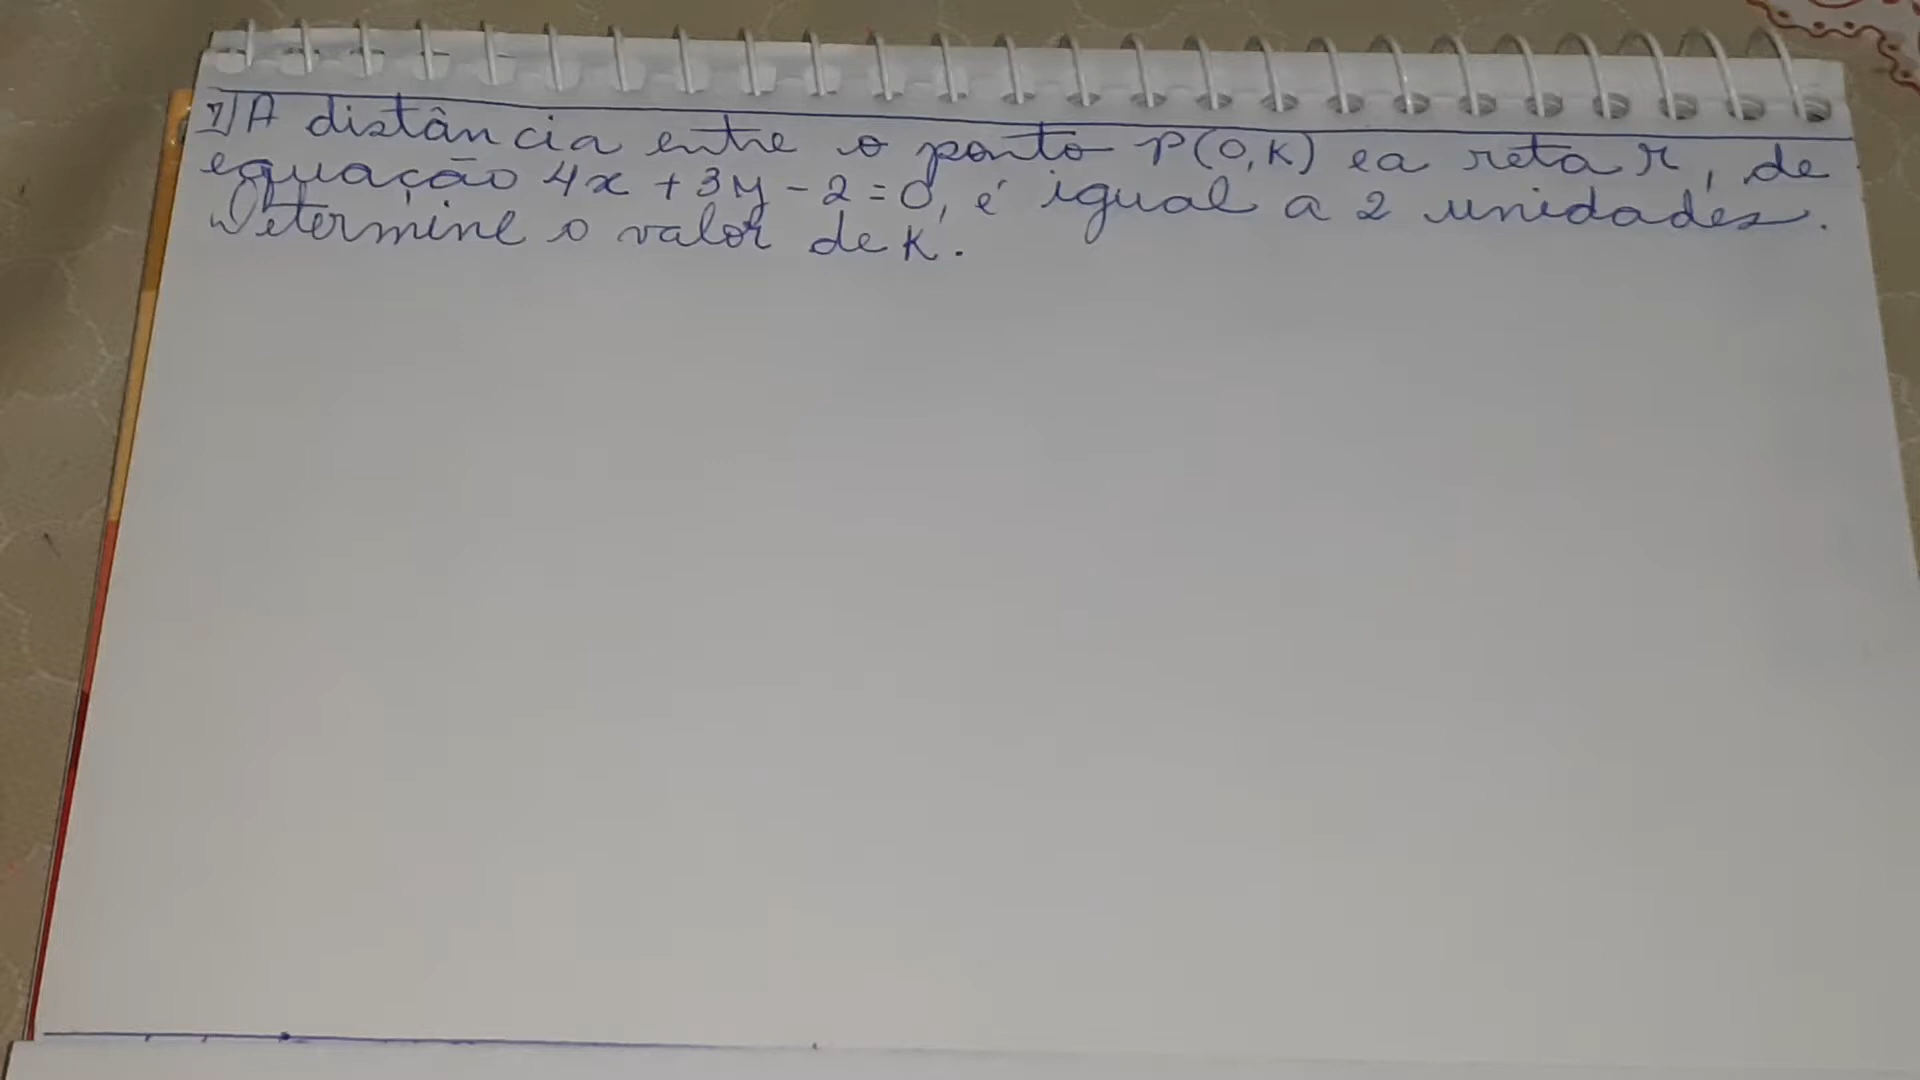 1) A distância entre o ponto P(0,K) e a reta r, de
equação 4x + 3y - 2 = 0, é igual a 2 unidades.
Determine o valor de K.